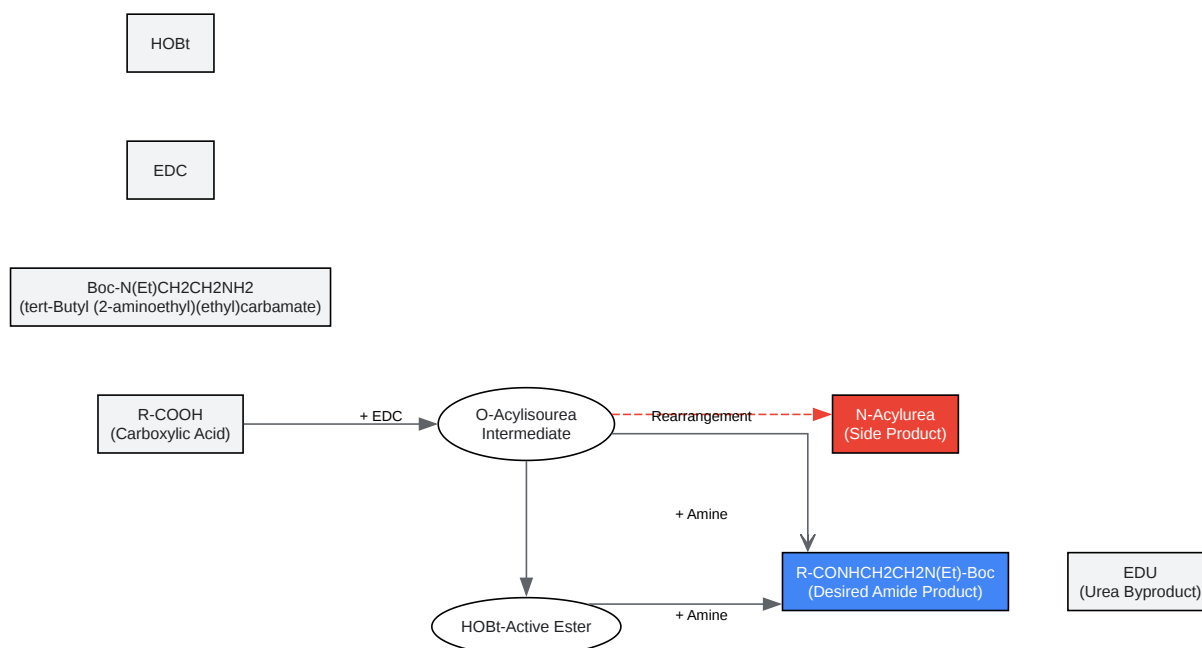 HOBt
EDC
Boc-N(Et)CH2CH2NH2
(tert-Butyl (2-aminoethyl)(ethyl)carbamate)
R-COOH
(Carboxylic Acid)
+ EDC
O-Acylisourea
Intermediate
Rearrangement
N-Acylurea
(Side Product)
+ Amine
R-CONHCH2CH2N(Et)-Boc
(Desired Amide Product)
EDU
(Urea Byproduct)
+ Amine
HOBt-Active Ester